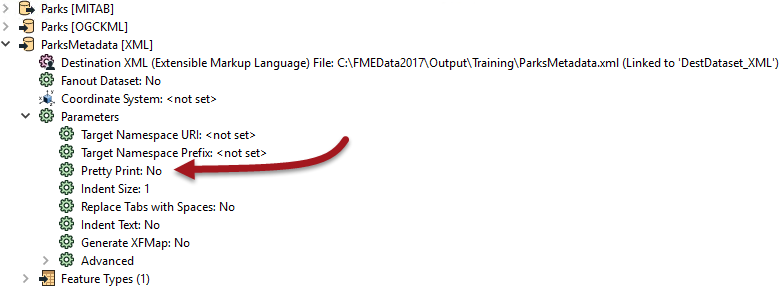 Parks [MITAB]
Parks [OGCKML]
ParksMetadata [XML]
Destination XML (Extensible Markup Language) File: C:\FMEData2017\Output\Training\ParksMetadata.xml (Linked to 'DestDataset_XML')
Fanout Dataset: No
Coordinate System: <not set>
Parameters
Target Namespace URI: <not set>
Target Namespace Prefix: <not set>
Pretty Print: No
Indent Size: 1
Replace Tabs with Spaces: No
Indent Text: No
Generate XFMap: No
Advanced
Feature Types (1)